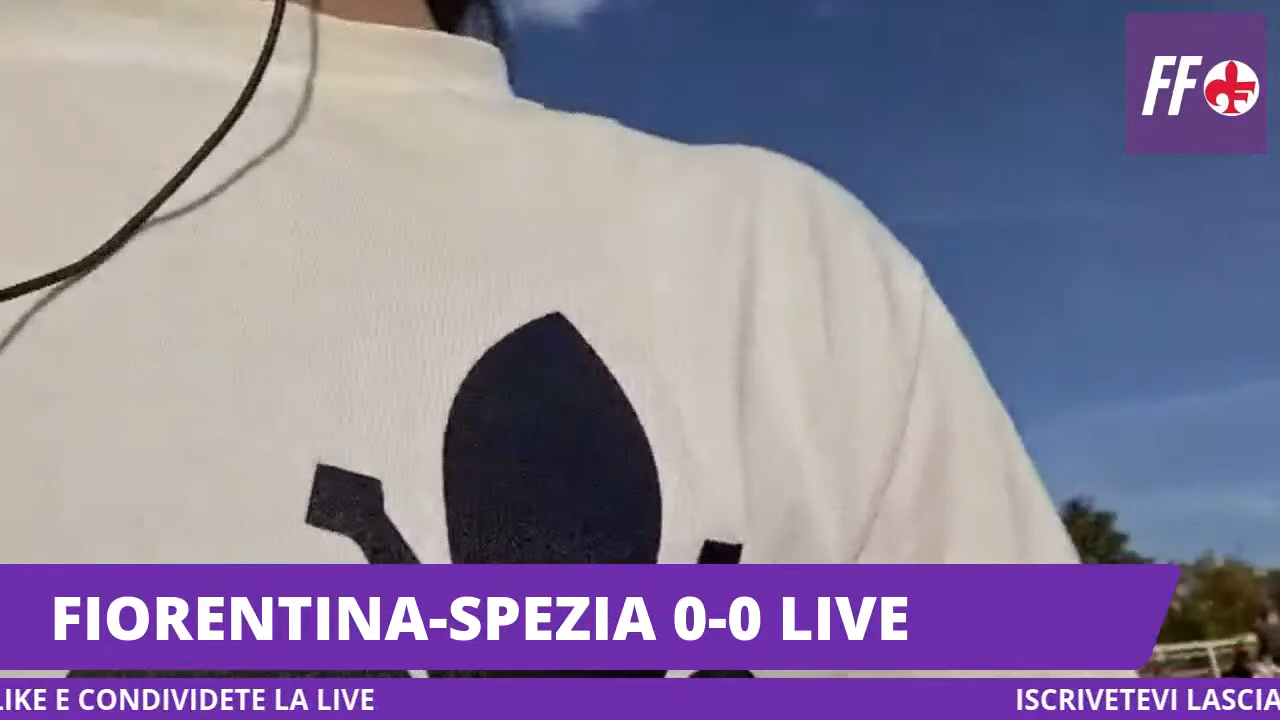 FF
FIORENTINA-SPEZIA 0-0 LIVE
LIKE E CONDIVIDETE LA LIVE
ISCRIVETEVI LASCIA